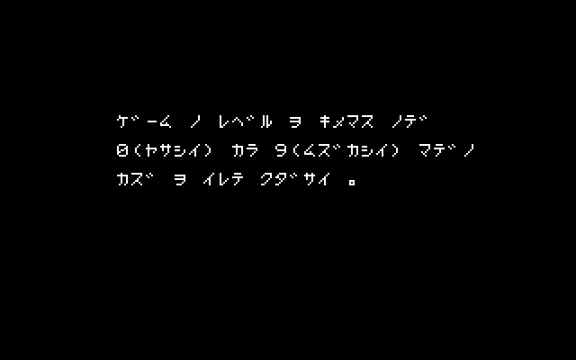 ゲーム ノ レベル ヲ キメマス ノデ
0(ヤサシイ) カラ 9(ムズカシイ) マデノ
カズ ヲ イレテ クダサイ 。